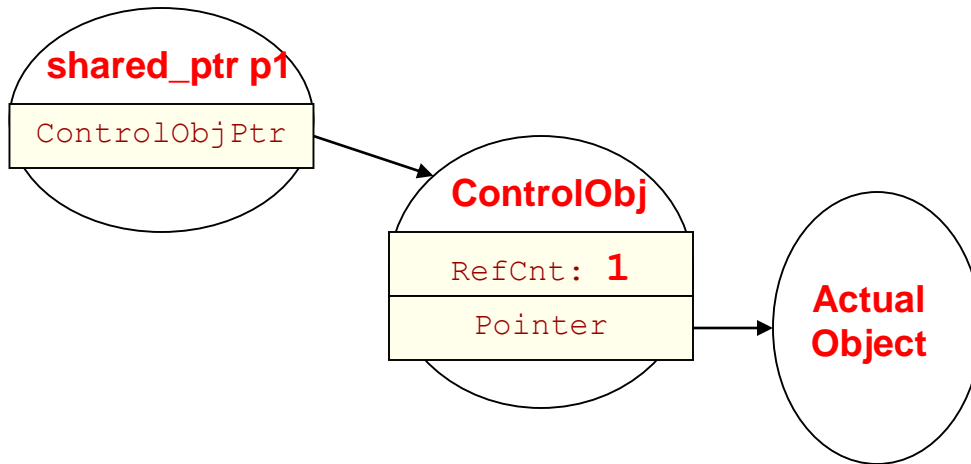 shared_ptr p1
ControlObjPtr
ControlObj
RefCnt: 1
Pointer
Actual
Object